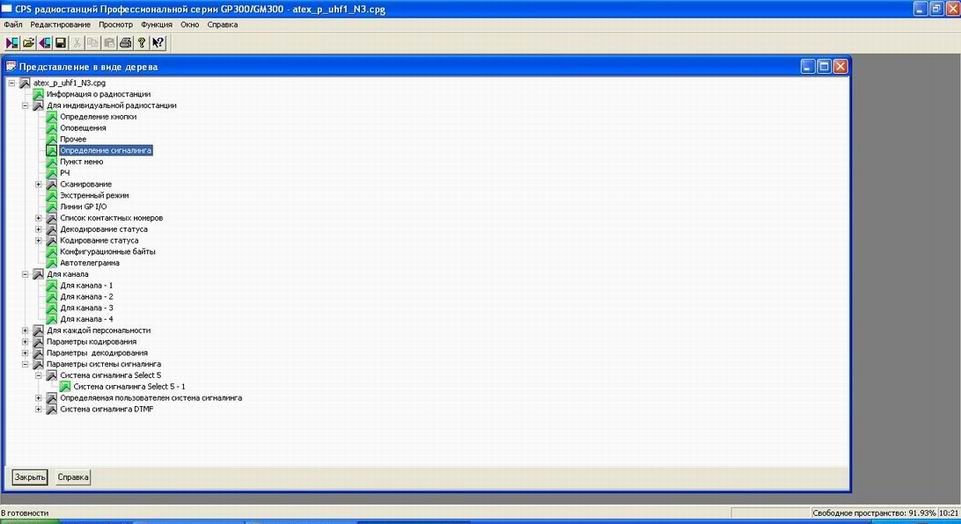 CPS радиостанций Профессиональной серии GP300/GM300 - atex_p_uhf1_N3.cpg
Файл Редактирование Просмотр Функция Окно Справка
Представление в виде дерева
atex_p_uhf1_N3.cpg
Информация о радиостанции
Для индивидуальной радиостанции
Определение кнопки
Оповещения
Прочее
Определение сигналинга
Пункт меню
РЧ
Сканирование
Экстренный режим
Линии GP I/O
Список контактных номеров
Декодирование статуса
Кодирование статуса
Конфигурационные байты
Автотелеграмма
Для канала
Для канала - 1
Для канала - 2
Для канала - 3
Для канала - 4
Для каждой персональности
Параметры кодирования
Параметры декодирования
Параметры системы сигналинга
Система сигналинга Select 5
Система сигналинга Select 5 - 1
Определяемая пользователем система сигналинга
Система сигналинга DTMF
Закрыть Справка
В готовности Свободное пространство: 91.93% 10:21